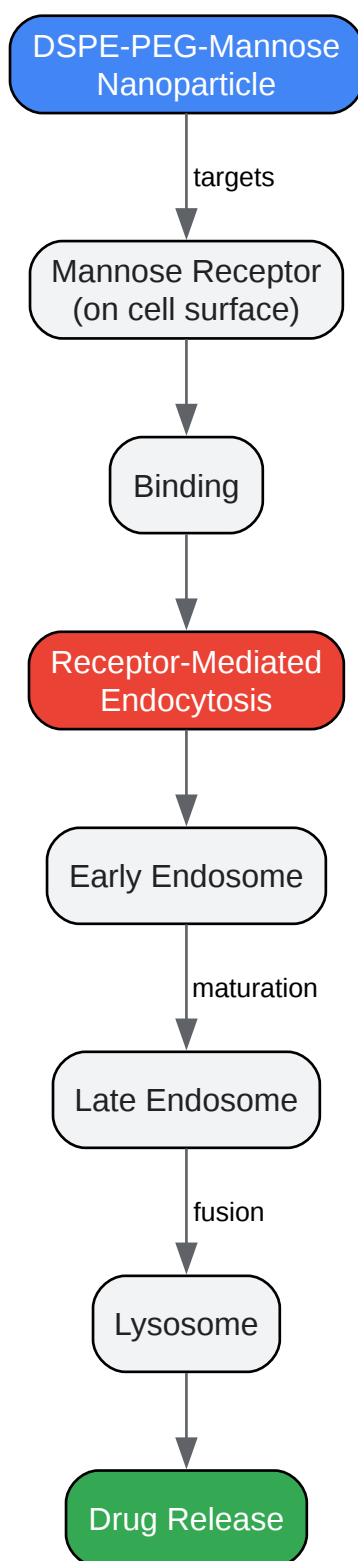 DSPE-PEG-Mannose
Nanoparticle
targets
Mannose Receptor
(on cell surface)
Binding
Receptor-Mediated
Endocytosis
Early Endosome
maturation
Late Endosome
fusion
Lysosome
Drug Release